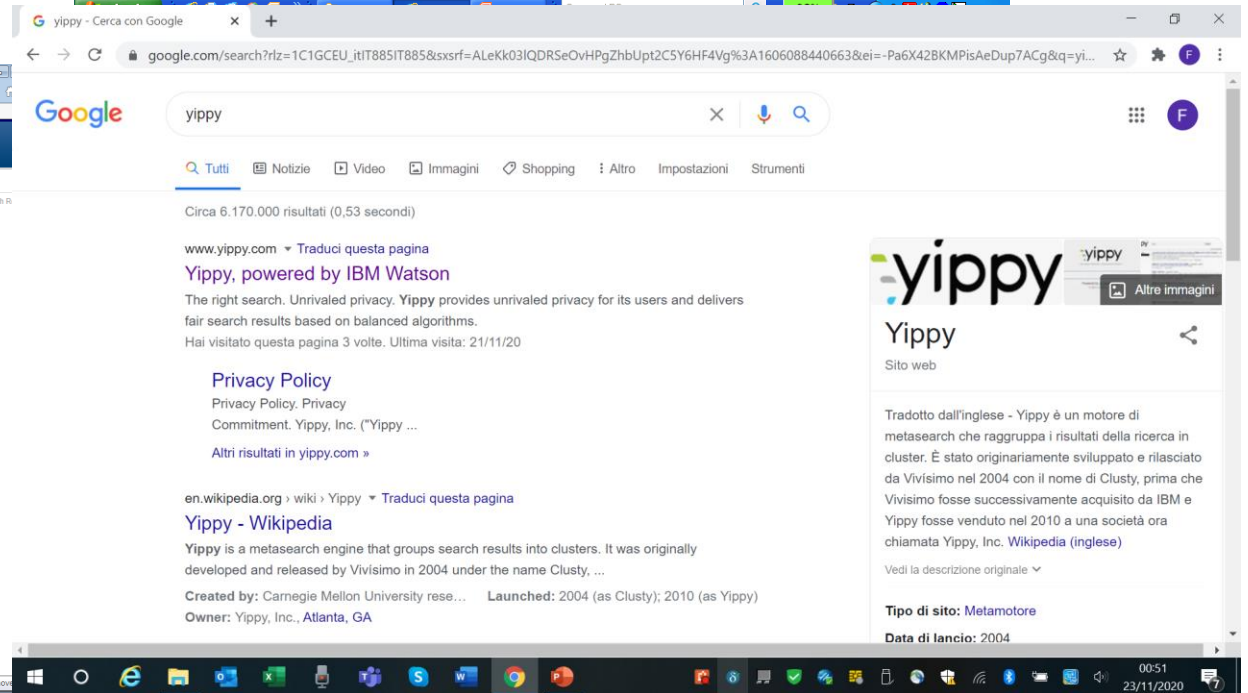 yippy - Cerca con Google
google.com/search?rlz=1C1GCEU_itIT885IT885&sxsrf=ALeKk03lQDRSeOvHPgZhbUpt2C5Y6HF4Vg%3A1606088440663&ei=-Pa6X42BKMPisAeDup7ACg&q=yi...
F
Google
yippy
F
Tutti Notizie Video Immagini Shopping Altro Impostazioni Strumenti
Circa 6.170.000 risultati (0,53 secondi)
www.yippy.com Traduci questa pagina
Yippy, powered by IBM Watson
The right search. Unrivaled privacy. Yippy provides unrivaled privacy for its users and delivers
fair search results based on balanced algorithms.
Hai visitato questa pagina 3 volte. Ultima visita: 21/11/20
Privacy Policy
Privacy Policy. Privacy
Commitment. Yippy, Inc. ("Yippy ...
Altri risultati in yippy.com »
en.wikipedia.org › wiki › Yippy Traduci questa pagina
Yippy - Wikipedia
Yippy is a metasearch engine that groups search results into clusters. It was originally
developed and released by Vivísimo in 2004 under the name Clusty, ...
Created by: Carnegie Mellon University rese... Launched: 2004 (as Clusty); 2010 (as Yippy)
Owner: Yippy, Inc., Atlanta, GA
yippy
yippy
Altre immagini
Yippy
Sito web
Tradotto dall'inglese - Yippy è un motore di
metasearch che raggruppa i risultati della ricerca in
cluster. È stato originariamente sviluppato e rilasciato
da Vivísimo nel 2004 con il nome di Clusty, prima che
Vivisimo fosse successivamente acquisito da IBM e
Yippy fosse venduto nel 2010 a una società ora
chiamata Yippy, Inc. Wikipedia (inglese)
Vedi la descrizione originale
Tipo di sito: Metamotore
Data di lancio: 2004
00:51
23/11/2020
7